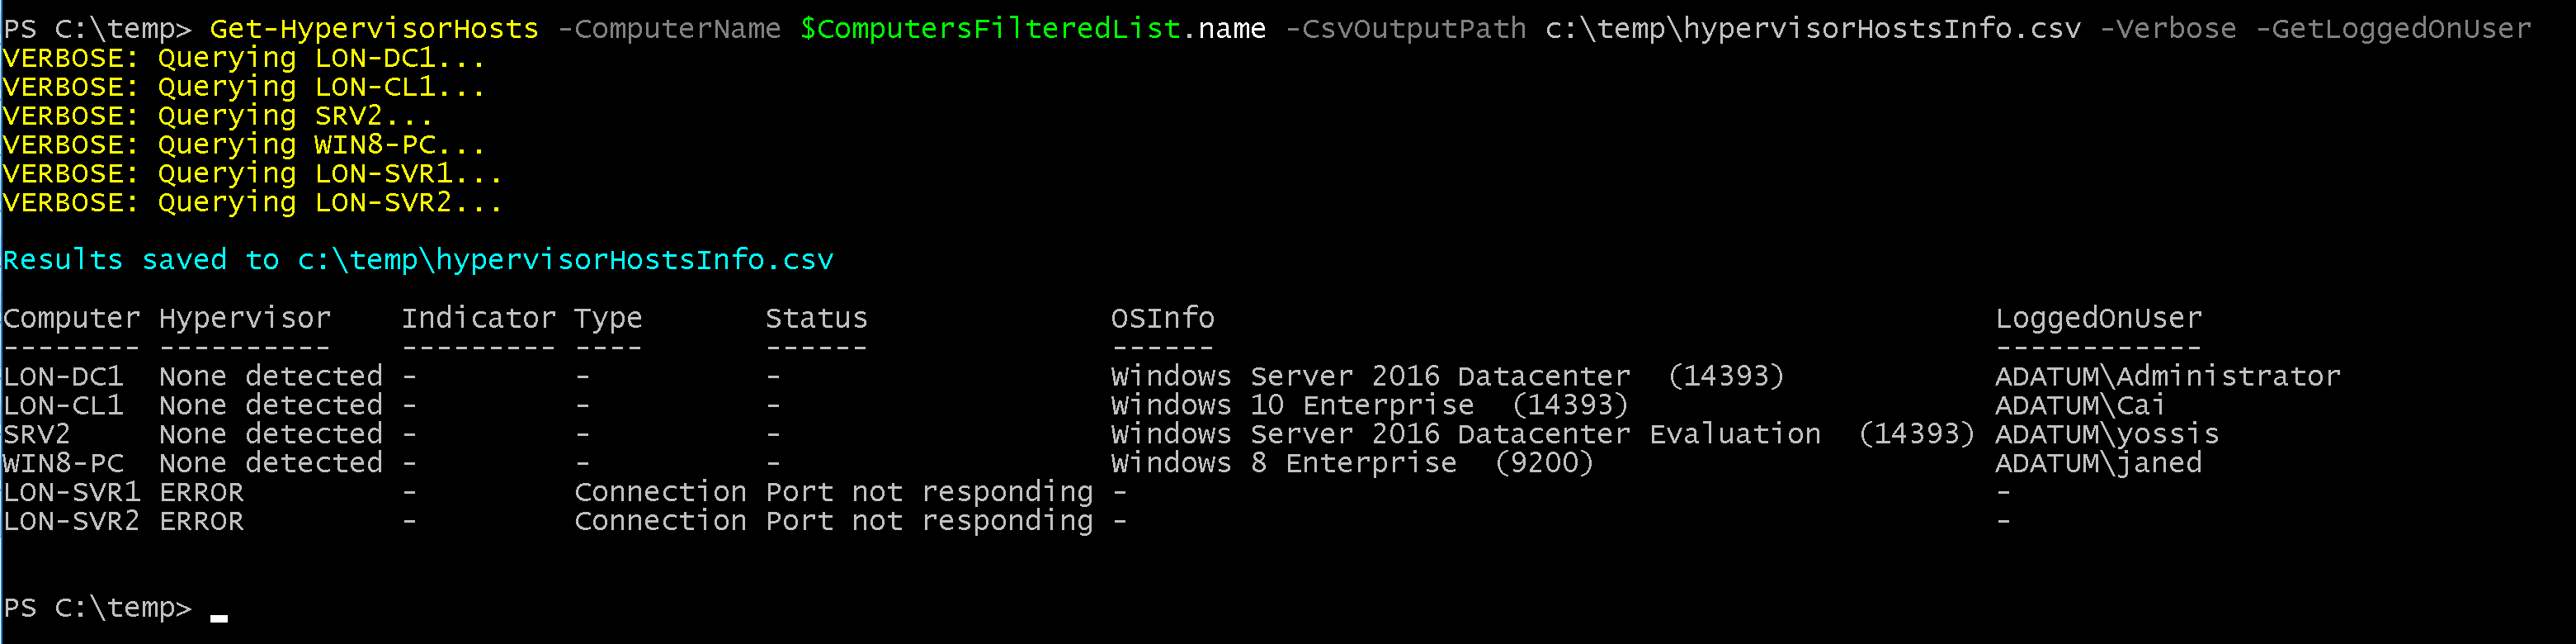 PS C:\temp> Get-HypervisorHosts -ComputerName $ComputersFilteredList.name -CsvOutputPath c:\temp\hypervisorHostsInfo.csv -Verbose -GetLoggedOnUser
VERBOSE: Querying LON-DC1...
VERBOSE: Querying LON-CL1...
VERBOSE: Querying SRV2...
VERBOSE: Querying WIN8-PC...
VERBOSE: Querying LON-SVR1...
VERBOSE: Querying LON-SVR2...
Results saved to c:\temp\hypervisorHostsInfo.csv
Computer Hypervisor    Indicator Type       Status              OSInfo                                             LoggedOnUser
-------- ----------    --------- ----       ------              ------                                             ------------
LON-DC1  None detected -         -          -                   Windows Server 2016 Datacenter  (14393)            ADATUM\Administrator
LON-CL1  None detected -         -          -                   Windows 10 Enterprise  (14393)                     ADATUM\Cai
SRV2     None detected -         -          -                   Windows Server 2016 Datacenter Evaluation  (14393) ADATUM\yossis
WIN8-PC  None detected -         -          -                   Windows 8 Enterprise  (9200)                       ADATUM\janed
LON-SVR1 ERROR         -         Connection Port not responding -                                                  -
LON-SVR2 ERROR         -         Connection Port not responding -                                                  -
PS C:\temp>